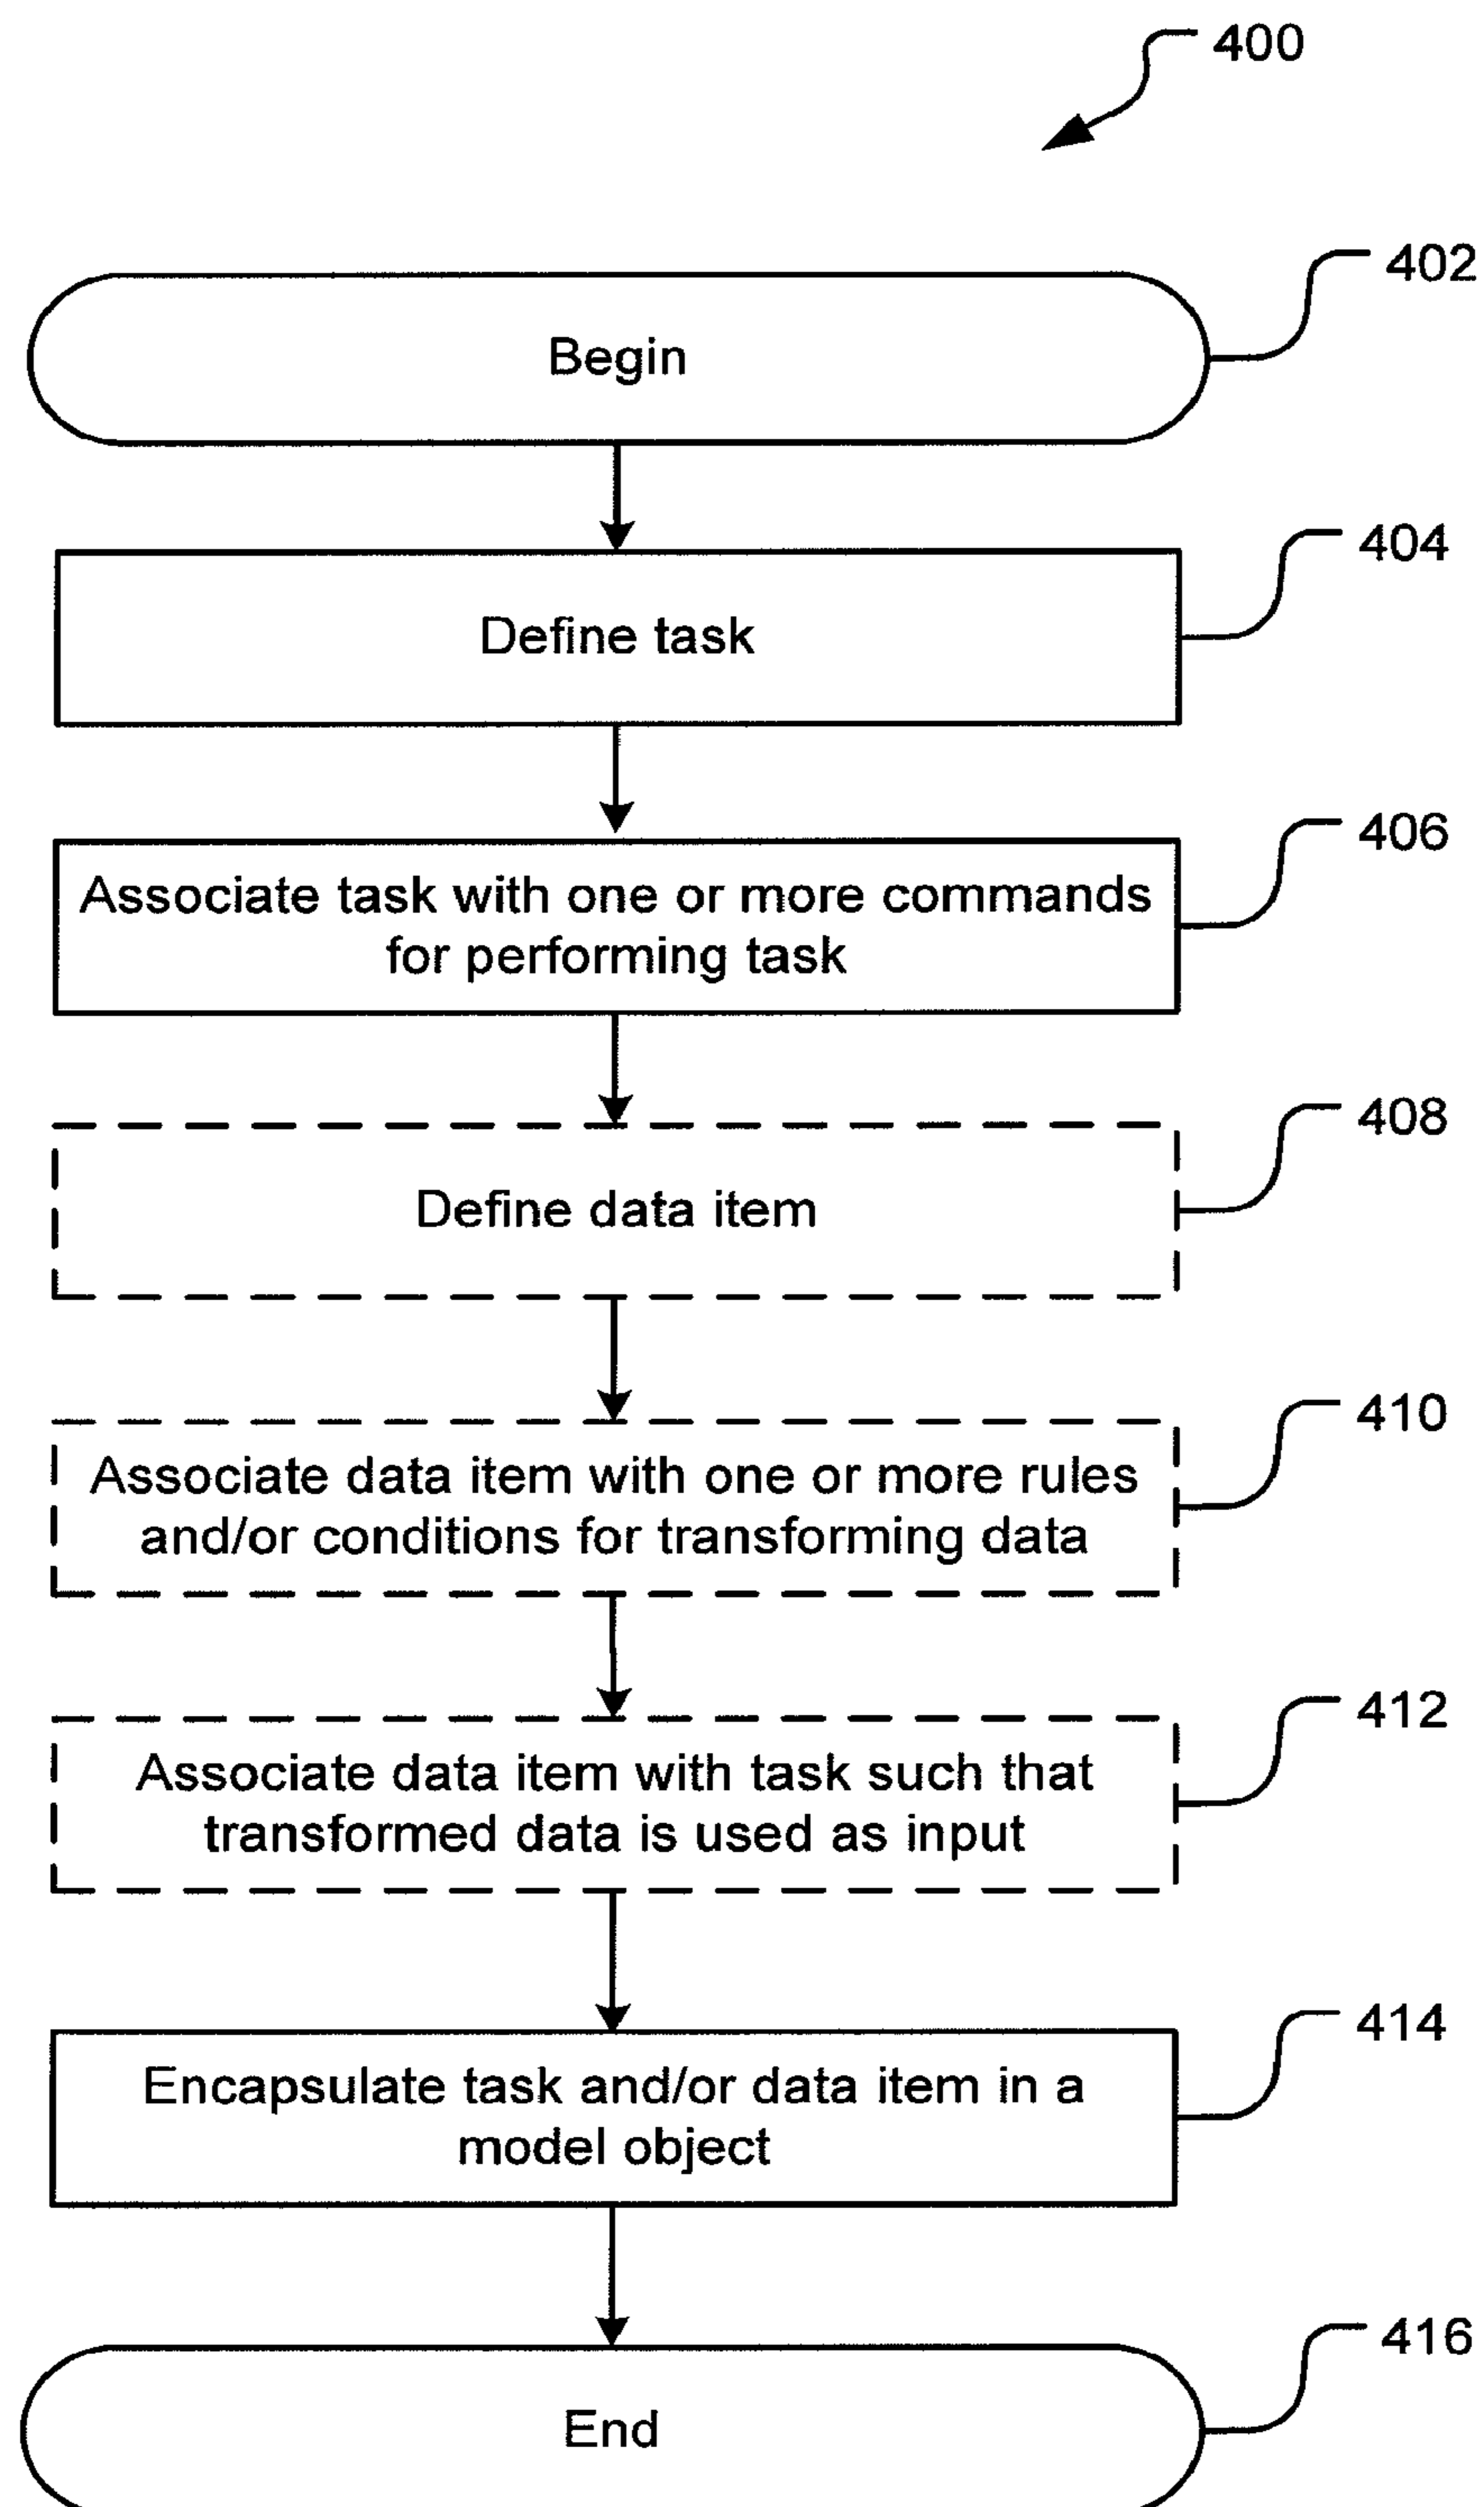 400
402
Begin
404
Define task
406
Associate task with one or more commands
for performing task
408
Define data item
410
Associate data item with one or more rules
and/or conditions for transforming data
412
Associate data item with task such that
transformed data is used as input
414
Encapsulate task and/or data item in a
model object
416
End